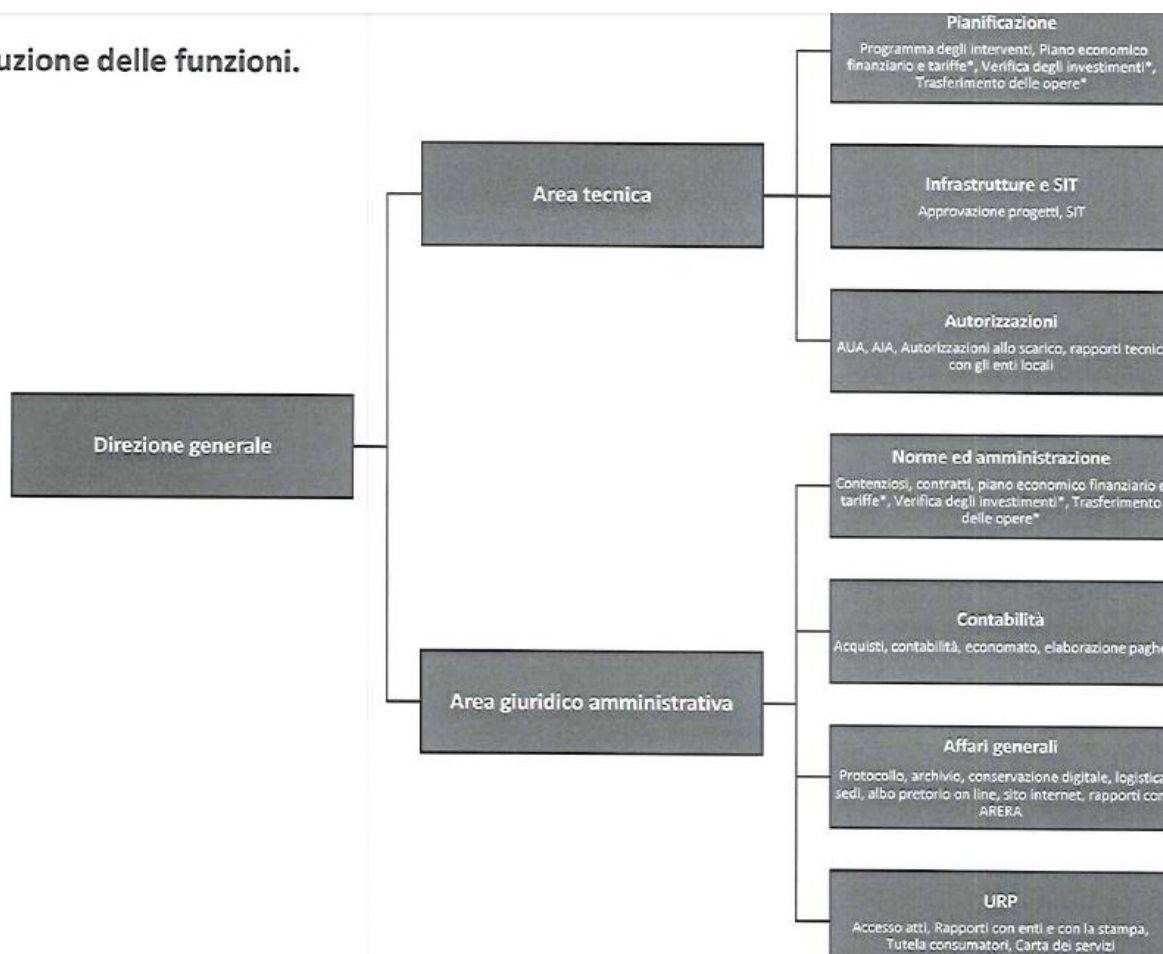 uzione delle funzioni.
Pianificazione
Programma degli interventi, Piano economico
finanziario e tariffe*, Verifica degli investimenti*,
Trasferimento delle opere*
Area tecnica
Infrastrutture e SIT
Approvazione progetti, SIT
Autorizzazioni
AUA, AIA, Autorizzazioni allo scarico, rapporti tecnici
con gli enti locali
Direzione generale
Norme ed amministrazione
Contenziosi, contratti, piano economico finanziario e
tariffe*, Verifica degli investimenti*, Trasferimento
delle opere*
Contabilità
Acquisti, contabilità, economato, elaborazione paghe
Area giuridico amministrativa
Affari generali
Protocollo, archivio, conservazione digitale, logistica
sedi, albo pretorio on line, sito internet, rapporti con
ARERA
URP
Accesso atti, Rapporti con enti e con la stampa,
Tutela consumatori, Carta dei servizi